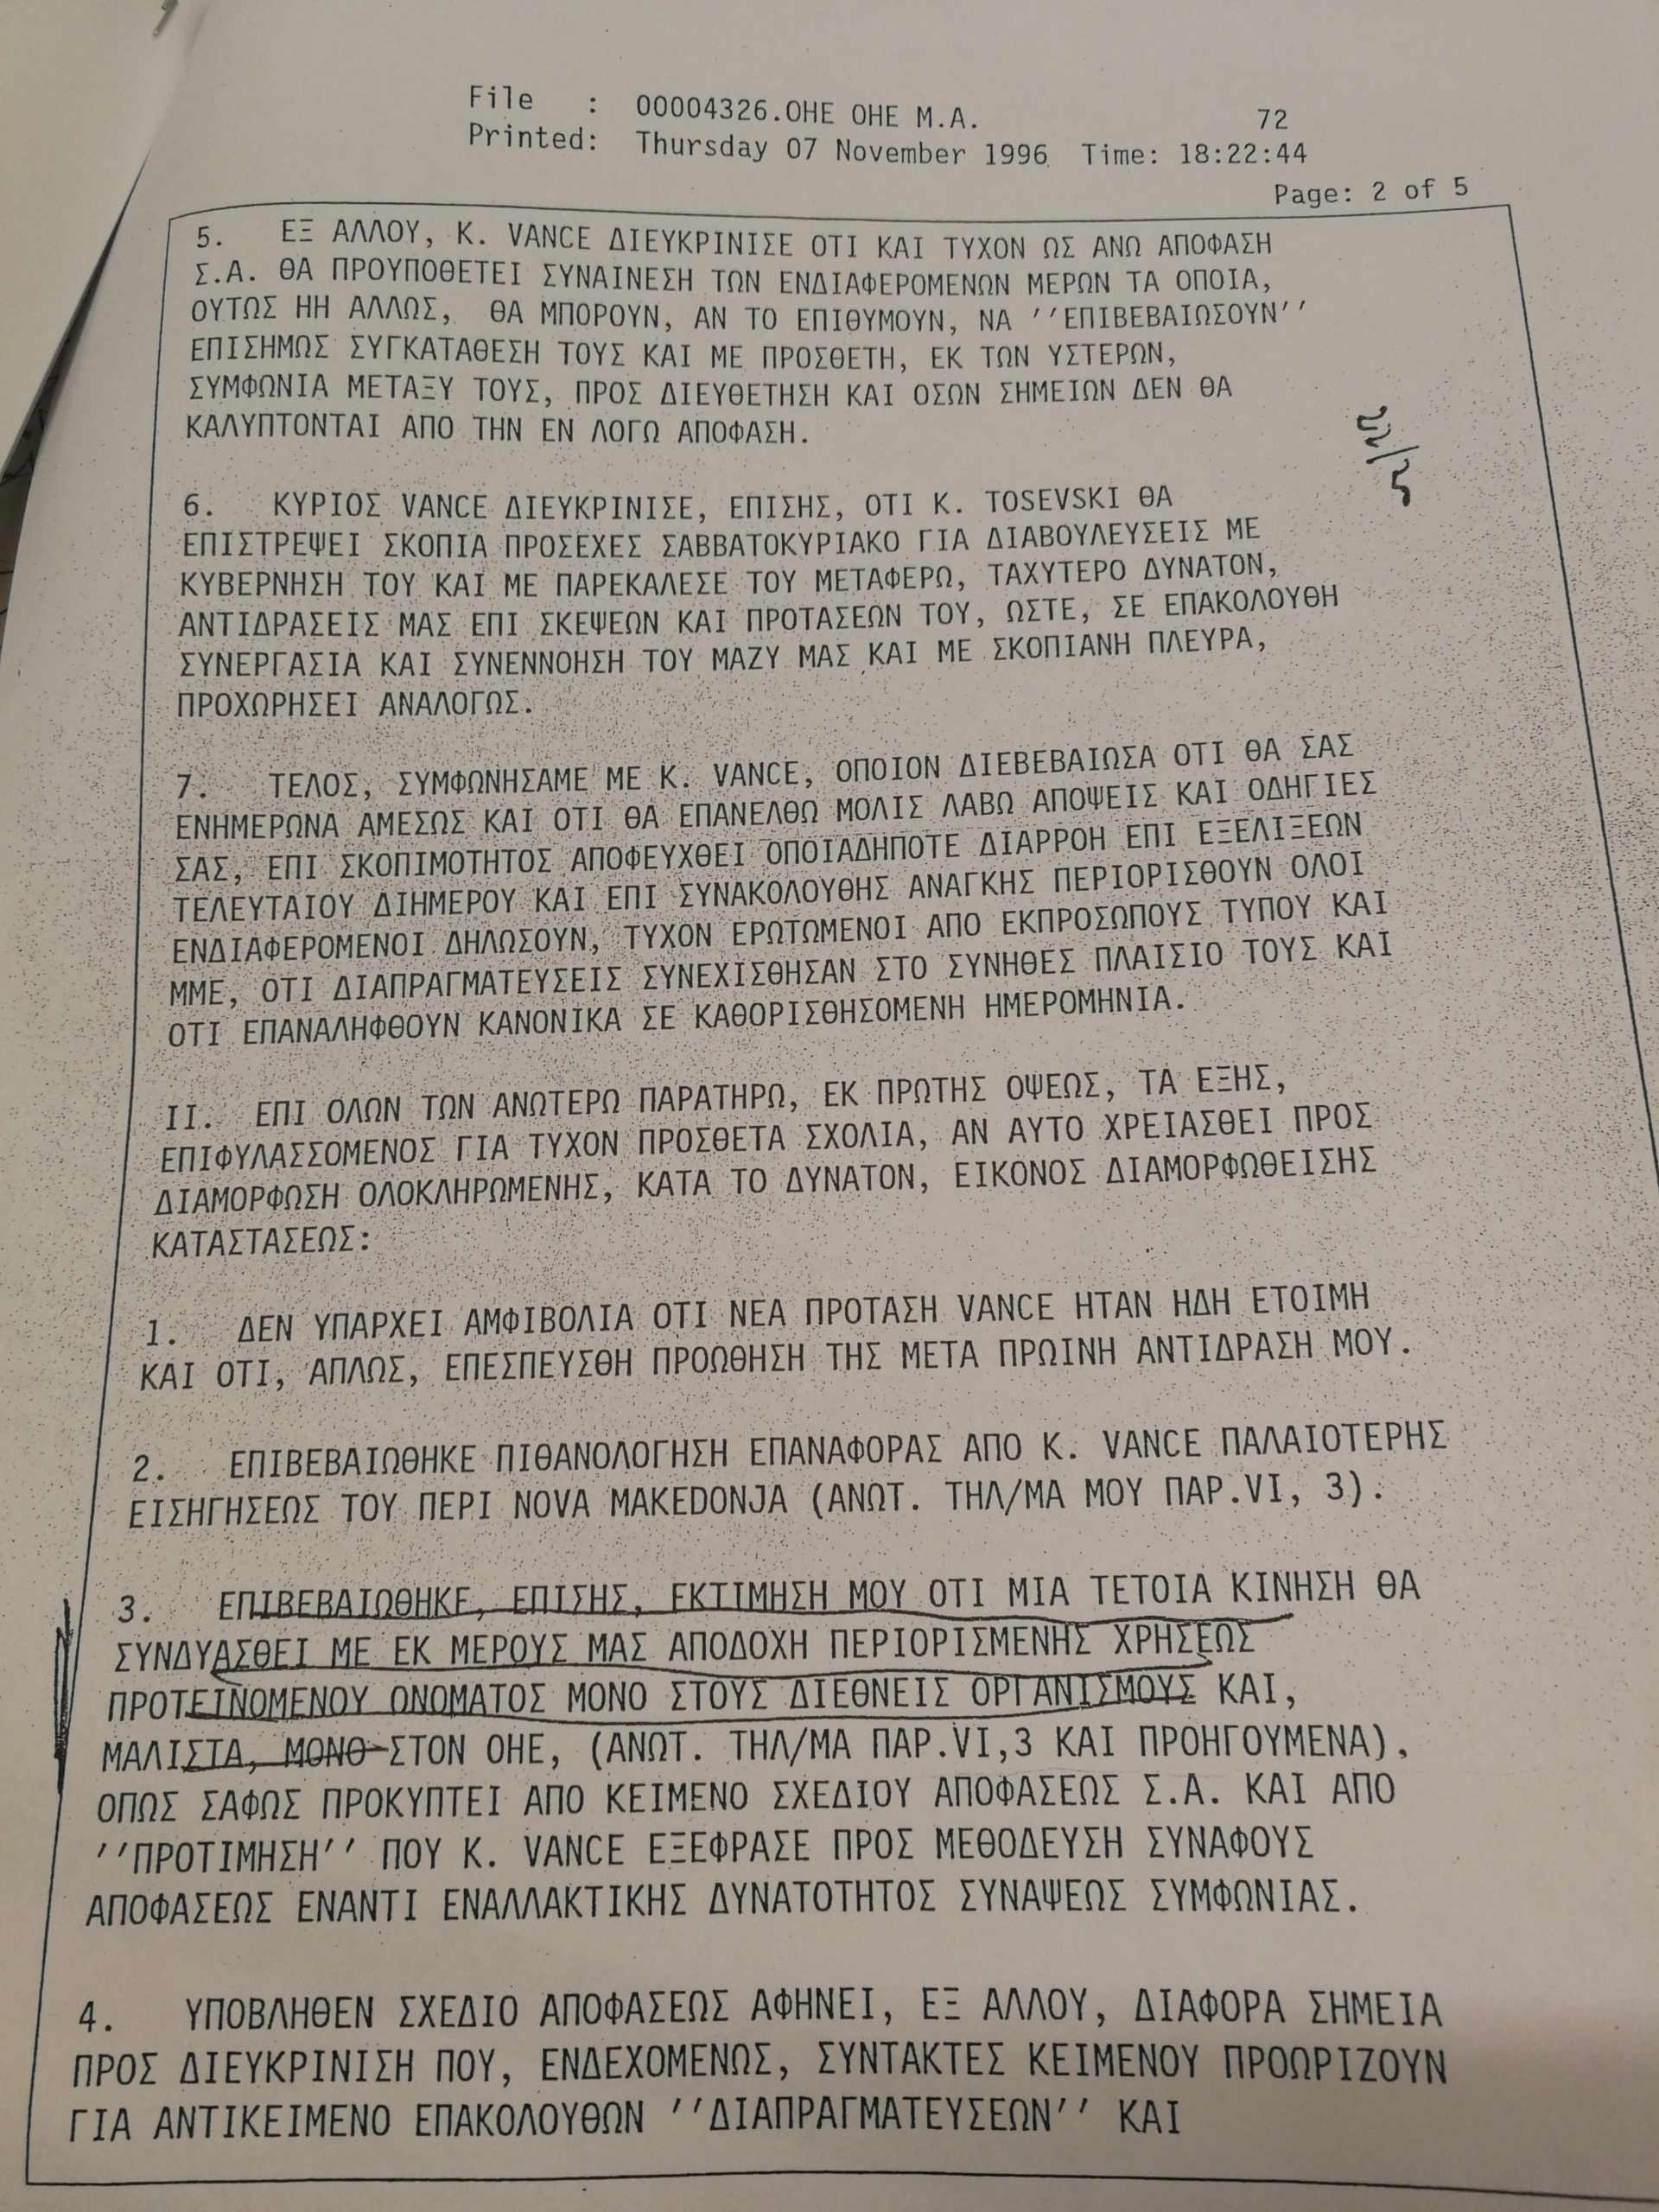 File   :  00004326.ΟΗΕ ΟΗΕ Μ.Α.   72
Printed:  Thursday 07 November 1996  Time: 18:22:44
Page: 2 of 5
5.   ΕΞ ΑΛΛΟΥ, Κ. VANCE ΔΙΕΥΚΡΙΝΙΣΕ ΟΤΙ ΚΑΙ ΤΥΧΟΝ ΩΣ ΑΝΩ ΑΠΟΦΑΣΗ
Σ.Α. ΘΑ ΠΡΟΥΠΟΘΕΤΕΙ ΣΥΝΑΙΝΕΣΗ ΤΩΝ ΕΝΔΙΑΦΕΡΟΜΕΝΩΝ ΜΕΡΩΝ ΤΑ ΟΠΟΙΑ,
ΟΥΤΩΣ ΗΗ ΑΛΛΩΣ,  ΘΑ ΜΠΟΡΟΥΝ, ΑΝ ΤΟ ΕΠΙΘΥΜΟΥΝ, ΝΑ ''ΕΠΙΒΕΒΑΙΩΣΟΥΝ''
ΕΠΙΣΗΜΩΣ ΣΥΓΚΑΤΑΘΕΣΗ ΤΟΥΣ ΚΑΙ ΜΕ ΠΡΟΣΘΕΤΗ, ΕΚ ΤΩΝ ΥΣΤΕΡΩΝ,
ΣΥΜΦΩΝΙΑ ΜΕΤΑΞΥ ΤΟΥΣ, ΠΡΟΣ ΔΙΕΥΘΕΤΗΣΗ ΚΑΙ ΟΣΩΝ ΣΗΜΕΙΩΝ ΔΕΝ ΘΑ
ΚΑΛΥΠΤΟΝΤΑΙ ΑΠΟ ΤΗΝ ΕΝ ΛΟΓΩ ΑΠΟΦΑΣΗ.
6.   ΚΥΡΙΟΣ VANCE ΔΙΕΥΚΡΙΝΙΣΕ, ΕΠΙΣΗΣ, ΟΤΙ Κ. TOSEVSKI ΘΑ
ΕΠΙΣΤΡΕΨΕΙ ΣΚΟΠΙΑ ΠΡΟΣΕΧΕΣ ΣΑΒΒΑΤΟΚΥΡΙΑΚΟ ΓΙΑ ΔΙΑΒΟΥΛΕΥΣΕΙΣ ΜΕ
ΚΥΒΕΡΝΗΣΗ ΤΟΥ ΚΑΙ ΜΕ ΠΑΡΕΚΑΛΕΣΕ ΤΟΥ ΜΕΤΑΦΕΡΩ, ΤΑΧΥΤΕΡΟ ΔΥΝΑΤΟΝ,
ΑΝΤΙΔΡΑΣΕΙΣ ΜΑΣ ΕΠΙ ΣΚΕΨΕΩΝ ΚΑΙ ΠΡΟΤΑΣΕΩΝ ΤΟΥ, ΩΣΤΕ, ΣΕ ΕΠΑΚΟΛΟΥΘΗ
ΣΥΝΕΡΓΑΣΙΑ ΚΑΙ ΣΥΝΕΝΝΟΗΣΗ ΤΟΥ ΜΑΖΥ ΜΑΣ ΚΑΙ ΜΕ ΣΚΟΠΙΑΝΗ ΠΛΕΥΡΑ,
ΠΡΟΧΩΡΗΣΕΙ ΑΝΑΛΟΓΩΣ.
7.   ΤΕΛΟΣ, ΣΥΜΦΩΝΗΣΑΜΕ ΜΕ Κ. VANCE, ΟΠΟΙΟΝ ΔΙΕΒΕΒΑΙΩΣΑ ΟΤΙ ΘΑ ΣΑΣ
ΕΝΗΜΕΡΩΝΑ ΑΜΕΣΩΣ ΚΑΙ ΟΤΙ ΘΑ ΕΠΑΝΕΛΘΩ ΜΟΛΙΣ ΛΑΒΩ ΑΠΟΨΕΙΣ ΚΑΙ ΟΔΗΓΙΕΣ
ΣΑΣ, ΕΠΙ ΣΚΟΠΙΜΟΤΗΤΟΣ ΑΠΟΦΕΥΧΘΕΙ ΟΠΟΙΑΔΗΠΟΤΕ ΔΙΑΡΡΟΗ ΕΠΙ ΕΞΕΛΙΞΕΩΝ
ΤΕΛΕΥΤΑΙΟΥ ΔΙΗΜΕΡΟΥ ΚΑΙ ΕΠΙ ΣΥΝΑΚΟΛΟΥΘΗΣ ΑΝΑΓΚΗΣ ΠΕΡΙΟΡΙΣΘΟΥΝ ΟΛΟΙ
ΕΝΔΙΑΦΕΡΟΜΕΝΟΙ ΔΗΛΩΣΟΥΝ, ΤΥΧΟΝ ΕΡΩΤΩΜΕΝΟΙ ΑΠΟ ΕΚΠΡΟΣΩΠΟΥΣ ΤΥΠΟΥ ΚΑΙ
ΜΜΕ, ΟΤΙ ΔΙΑΠΡΑΓΜΑΤΕΥΣΕΙΣ ΣΥΝΕΧΙΣΘΗΣΑΝ ΣΤΟ ΣΥΝΗΘΕΣ ΠΛΑΙΣΙΟ ΤΟΥΣ ΚΑΙ
ΟΤΙ ΕΠΑΝΑΛΗΦΘΟΥΝ ΚΑΝΟΝΙΚΑ ΣΕ ΚΑΘΟΡΙΣΘΗΣΟΜΕΝΗ ΗΜΕΡΟΜΗΝΙΑ.
ΙΙ.  ΕΠΙ ΟΛΩΝ ΤΩΝ ΑΝΩΤΕΡΩ ΠΑΡΑΤΗΡΩ, ΕΚ ΠΡΩΤΗΣ ΟΨΕΩΣ, ΤΑ ΕΞΗΣ,
ΕΠΙΦΥΛΑΣΣΟΜΕΝΟΣ ΓΙΑ ΤΥΧΟΝ ΠΡΟΣΘΕΤΑ ΣΧΟΛΙΑ, ΑΝ ΑΥΤΟ ΧΡΕΙΑΣΘΕΙ ΠΡΟΣ
ΔΙΑΜΟΡΦΩΣΗ ΟΛΟΚΛΗΡΩΜΕΝΗΣ, ΚΑΤΑ ΤΟ ΔΥΝΑΤΟΝ, ΕΙΚΟΝΟΣ ΔΙΑΜΟΡΦΩΘΕΙΣΗΣ
ΚΑΤΑΣΤΑΣΕΩΣ:
1.   ΔΕΝ ΥΠΑΡΧΕΙ ΑΜΦΙΒΟΛΙΑ ΟΤΙ ΝΕΑ ΠΡΟΤΑΣΗ VANCE ΗΤΑΝ ΗΔΗ ΕΤΟΙΜΗ
ΚΑΙ ΟΤΙ, ΑΠΛΩΣ, ΕΠΕΣΠΕΥΣΘΗ ΠΡΟΩΘΗΣΗ ΤΗΣ ΜΕΤΑ ΠΡΩΙΝΗ ΑΝΤΙΔΡΑΣΗ ΜΟΥ.
2.   ΕΠΙΒΕΒΑΙΩΘΗΚΕ ΠΙΘΑΝΟΛΟΓΗΣΗ ΕΠΑΝΑΦΟΡΑΣ ΑΠΟ Κ. VANCE ΠΑΛΑΙΟΤΕΡΗΣ
ΕΙΣΗΓΗΣΕΩΣ ΤΟΥ ΠΕΡΙ NOVA MAKEDONJA (ΑΝΩΤ. ΤΗΛ/ΜΑ ΜΟΥ ΠΑΡ.VI, 3).
3.   ΕΠΙΒΕΒΑΙΩΘΗΚΕ, ΕΠΙΣΗΣ, ΕΚΤΙΜΗΣΗ ΜΟΥ ΟΤΙ ΜΙΑ ΤΕΤΟΙΑ ΚΙΝΗΣΗ ΘΑ
ΣΥΝΔΥΑΣΘΕΙ ΜΕ ΕΚ ΜΕΡΟΥΣ ΜΑΣ ΑΠΟΔΟΧΗ ΠΕΡΙΟΡΙΣΜΕΝΗΣ ΧΡΗΣΕΩΣ
ΠΡΟΤΕΙΝΟΜΕΝΟΥ ΟΝΟΜΑΤΟΣ ΜΟΝΟ ΣΤΟΥΣ ΔΙΕΘΝΕΙΣ ΟΡΓΑΝΙΣΜΟΥΣ ΚΑΙ,
ΜΑΛΙΣΤΑ, ΜΟΝΟ ΣΤΟΝ ΟΗΕ, (ΑΝΩΤ. ΤΗΛ/ΜΑ ΠΑΡ.VI,3 ΚΑΙ ΠΡΟΗΓΟΥΜΕΝΑ),
ΟΠΩΣ ΣΑΦΩΣ ΠΡΟΚΥΠΤΕΙ ΑΠΟ ΚΕΙΜΕΝΟ ΣΧΕΔΙΟΥ ΑΠΟΦΑΣΕΩΣ Σ.Α. ΚΑΙ ΑΠΟ
''ΠΡΟΤΙΜΗΣΗ'' ΠΟΥ Κ. VANCE ΕΞΕΦΡΑΣΕ ΠΡΟΣ ΜΕΘΟΔΕΥΣΗ ΣΥΝΑΦΟΥΣ
ΑΠΟΦΑΣΕΩΣ ΕΝΑΝΤΙ ΕΝΑΛΛΑΚΤΙΚΗΣ ΔΥΝΑΤΟΤΗΤΟΣ ΣΥΝΑΨΕΩΣ ΣΥΜΦΩΝΙΑΣ.
4.   ΥΠΟΒΛΗΘΕΝ ΣΧΕΔΙΟ ΑΠΟΦΑΣΕΩΣ ΑΦΗΝΕΙ, ΕΞ ΑΛΛΟΥ, ΔΙΑΦΟΡΑ ΣΗΜΕΙΑ
ΠΡΟΣ ΔΙΕΥΚΡΙΝΙΣΗ ΠΟΥ, ΕΝΔΕΧΟΜΕΝΩΣ, ΣΥΝΤΑΚΤΕΣ ΚΕΙΜΕΝΟΥ ΠΡΟΩΡΙΖΟΥΝ
ΓΙΑ ΑΝΤΙΚΕΙΜΕΝΟ ΕΠΑΚΟΛΟΥΘΩΝ ''ΔΙΑΠΡΑΓΜΑΤΕΥΣΕΩΝ'' ΚΑΙ